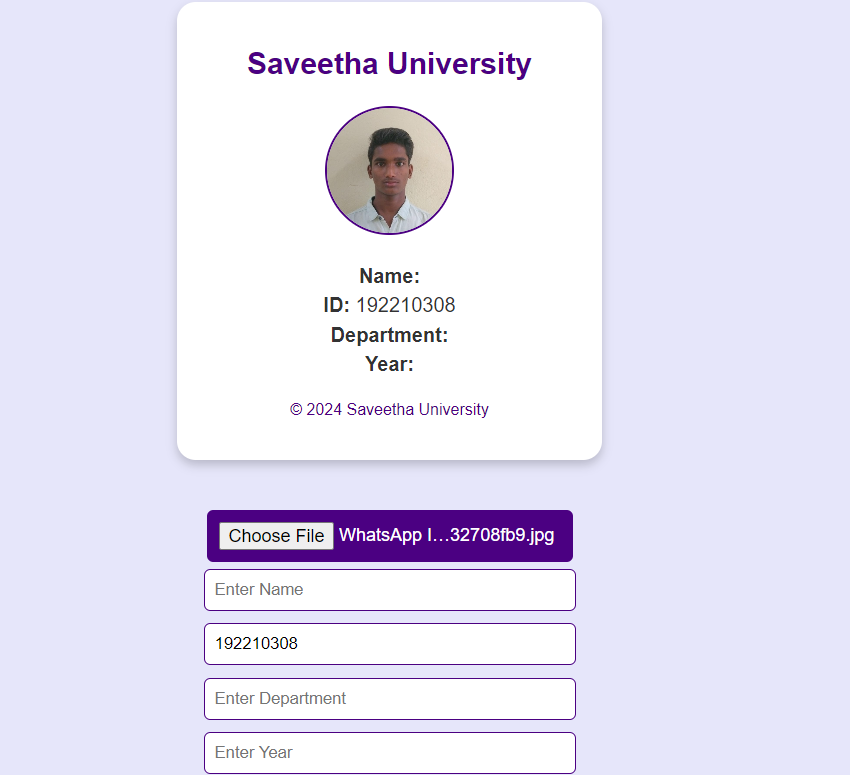 Saveetha University
Name:
ID: 192210308
Department:
Year:
© 2024 Saveetha University
Choose File WhatsApp I…32708fb9.jpg
Enter Name
192210308
Enter Department
Enter Year